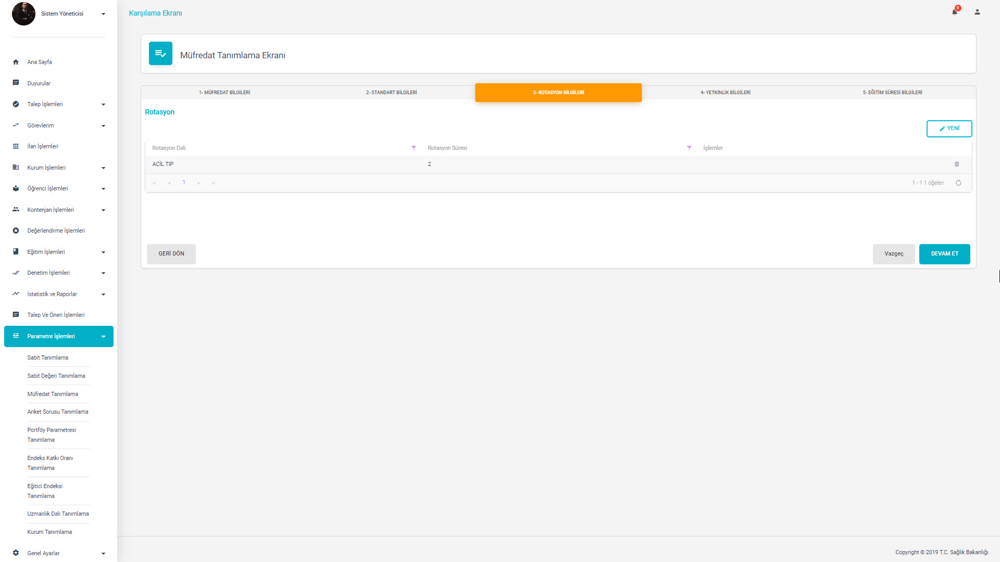 Sistem Yöneticisi
Ana Sayfa
Duyurular
Talep İşlemleri
Görevlerim
İlan İşlemleri
Kurum İşlemleri
Öğrenci İşlemleri
Kontenjan İşlemleri
Değerlendirme İşlemleri
Eğitim İşlemleri
Denetim İşlemleri
İstatistik ve Raporlar
Talep Ve Öneri İşlemleri
Parametre İşlemleri
Sabit Tanımlama
Sabit Değeri Tanımlama
Müfredat Tanımlama
Anket Sorusu Tanımlama
Portföy Parametresi
Tanımlama
Endeks Katkı Oranı
Tanımlama
Eğitici Endeksi
Tanımlama
Uzmanlık Dalı Tanımlama
Kurum Tanımlama
Genel Ayarlar
Karşılama Ekranı
0
Müfredat Tanımlama Ekranı
1- MÜFREDAT BİLGİLERİ 2- STANDART BİLGİLERİ 3- ROTASYON BİLGİLERİ 4- YETKİNLİK BİLGİLERİ 5- EĞİTİM SÜRESİ BİLGİLERİ
Rotasyon
YENİ
Rotasyon Dalı Rotasyon Süresi İşlemler
ACİL TIP 2
1 1 - 1 1 öğeleri
GERİ DÖN Vazgeç DEVAM ET
Copyright © 2019 T.C. Sağlık Bakanlığı